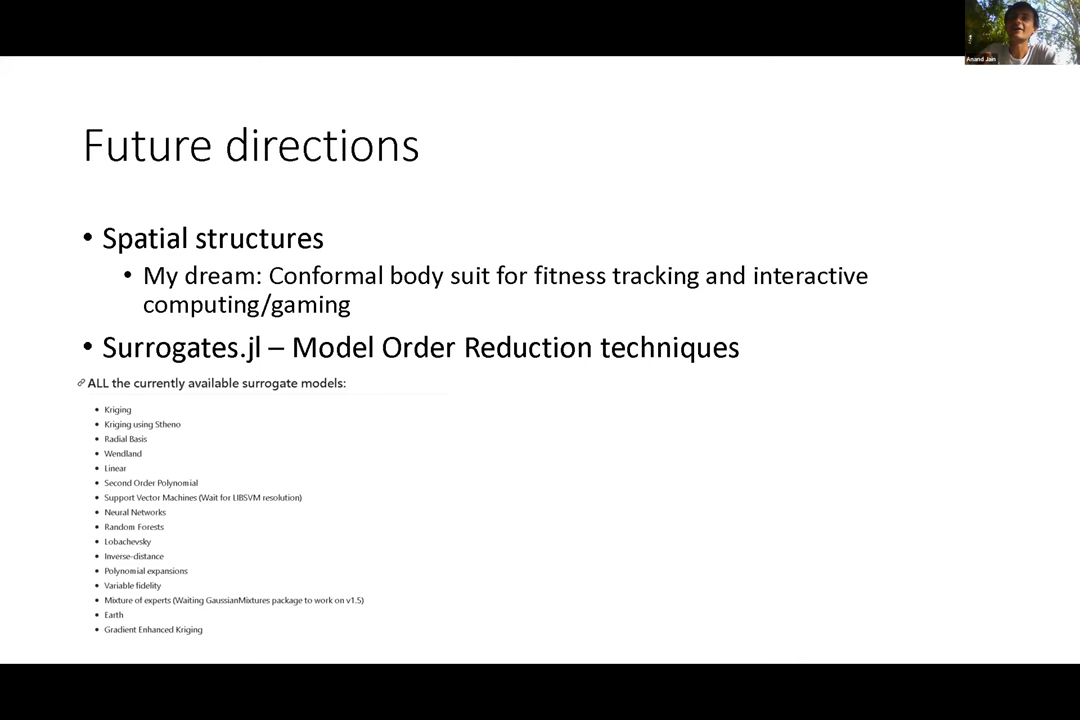 Anand Jain
Future directions
• Spatial structures
• My dream: Conformal body suit for fitness tracking and interactive
computing/gaming
• Surrogates.jl – Model Order Reduction techniques
ALL the currently available surrogate models:
• Kriging
• Kriging using Stheno
• Radial Basis
• Wendland
• Linear
• Second Order Polynomial
• Support Vector Machines (Wait for LIBSVM resolution)
• Neural Networks
• Random Forests
• Lobachevsky
• Inverse-distance
• Polynomial expansions
• Variable fidelity
• Mixture of experts (Waiting GaussianMixtures package to work on v1.5)
• Earth
• Gradient Enhanced Kriging